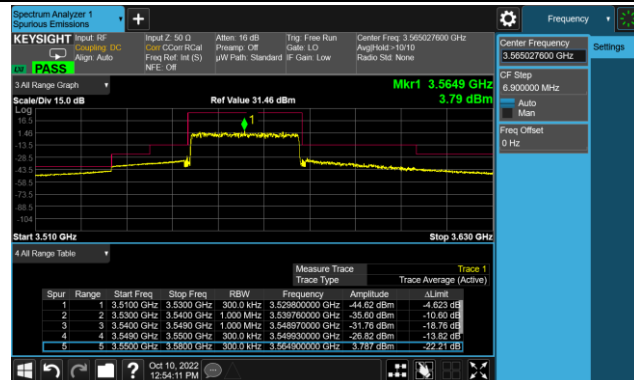 Spectrum Analyzer 1
Spurious Emissions
+
Frequency
KEYSIGHT
Input: RF
Coupling: DC
Align: Auto
Input Z: 50 Ω
Corr CCorr RCal
Freq Ref: Int (S)
NFE: Off
Atten: 16 dB
Preamp: Off
µW Path: Standard
Trig: Free Run
Gate: LO
IF Gain: Low
Center Freq: 3.565027600 GHz
Avg|Hold:>10/10
Radio Std: None
PASS
Center Frequency
3.565027600 GHz
Settings
CF Step
6.900000 MHz
Auto
Man
Freq Offset
0 Hz
3 All Range Graph
Mkr1 3.5649 GHz
3.79 dBm
Scale/Div 15.0 dB
Ref Value 31.46 dBm
Log
16.5
1.46
-13.5
-28.5
-43.5
-58.5
-73.5
-88.5
-104
1
Start 3.510 GHz
Stop 3.630 GHz
4 All Range Table
Measure Trace Trace 1
Trace Type Trace Average (Active)
Spur Range Start Freq Stop Freq RBW Frequency Amplitude ΔLimit
1 1 3.5100 GHz 3.5300 GHz 300.0 kHz 3.529800000 GHz -44.62 dBm -4.623 dB
2 2 3.5300 GHz 3.5400 GHz 1.000 MHz 3.539760000 GHz -35.60 dBm -10.60 dB
3 3 3.5400 GHz 3.5490 GHz 1.000 MHz 3.548970000 GHz -31.76 dBm -18.76 dB
4 4 3.5490 GHz 3.5500 GHz 300.0 kHz 3.549930000 GHz -26.82 dBm -13.82 dB
5 5 3.5500 GHz 3.5800 GHz 300.0 kHz 3.564900000 GHz 3.787 dBm -22.21 dB
?
Oct 10, 2022
12:54:11 PM